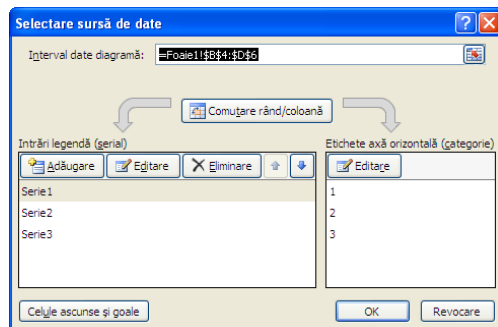 Selectare sursă de date
Interval date diagramă: =Foaie1!$B$4:$D$6
Comutare rând/coloană
Intrări legendă (serial)
Etichete axă orizontală (categorie)
Adăugare Editare Eliminare
Editare
Serie1
Serie2
Serie3
1
2
3
Celule ascunse și goale
OK Revocare